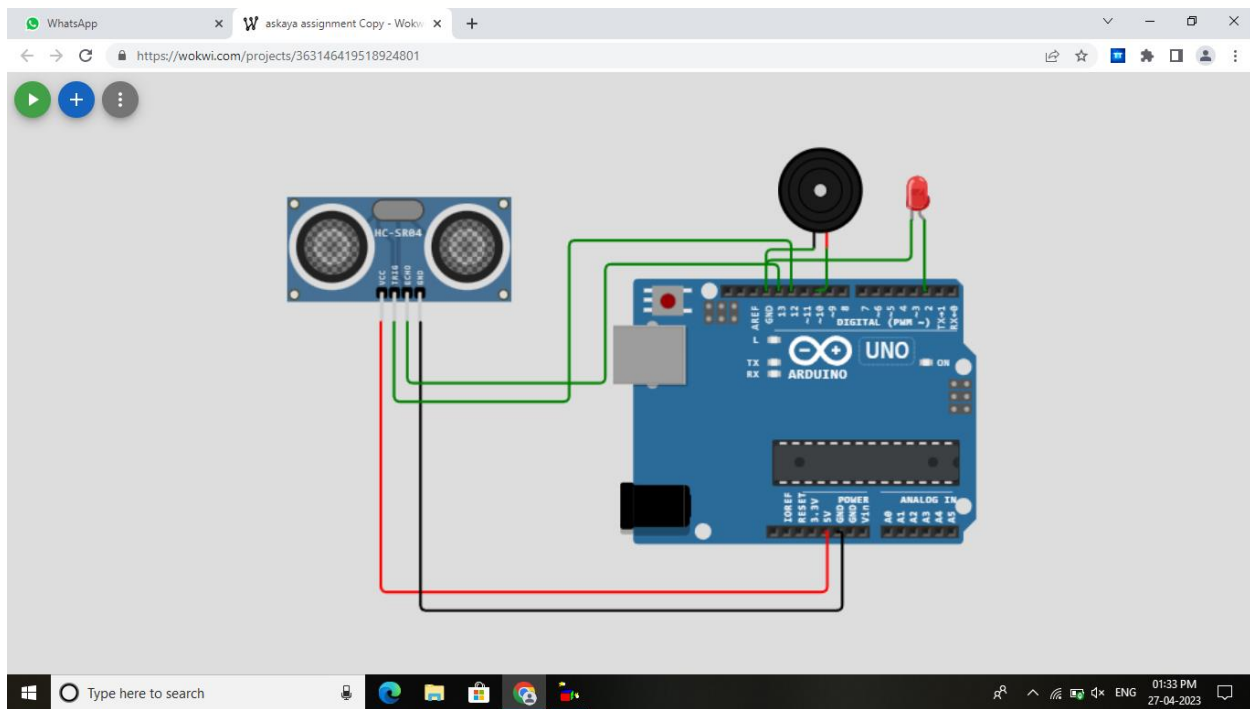 WhatsApp
askaya assignment Copy - Wokw
https://wokwi.com/projects/363146419518924801
HC-SR04
VCC
TRIG
ECHO
GND
AREF
GND
13
12
~11
~10
~9
8
7
~6
~5
4
~3
2
TX→1
RX←0
DIGITAL (PWM ~)
L
TX
RX
UNO
ARDUINO
ON
IOREF
RESET
3.3V
5V
GND
GND
Vin
POWER
ANALOG IN
A0
A1
A2
A3
A4
A5
Type here to search
ENG
01:33 PM
27-04-2023